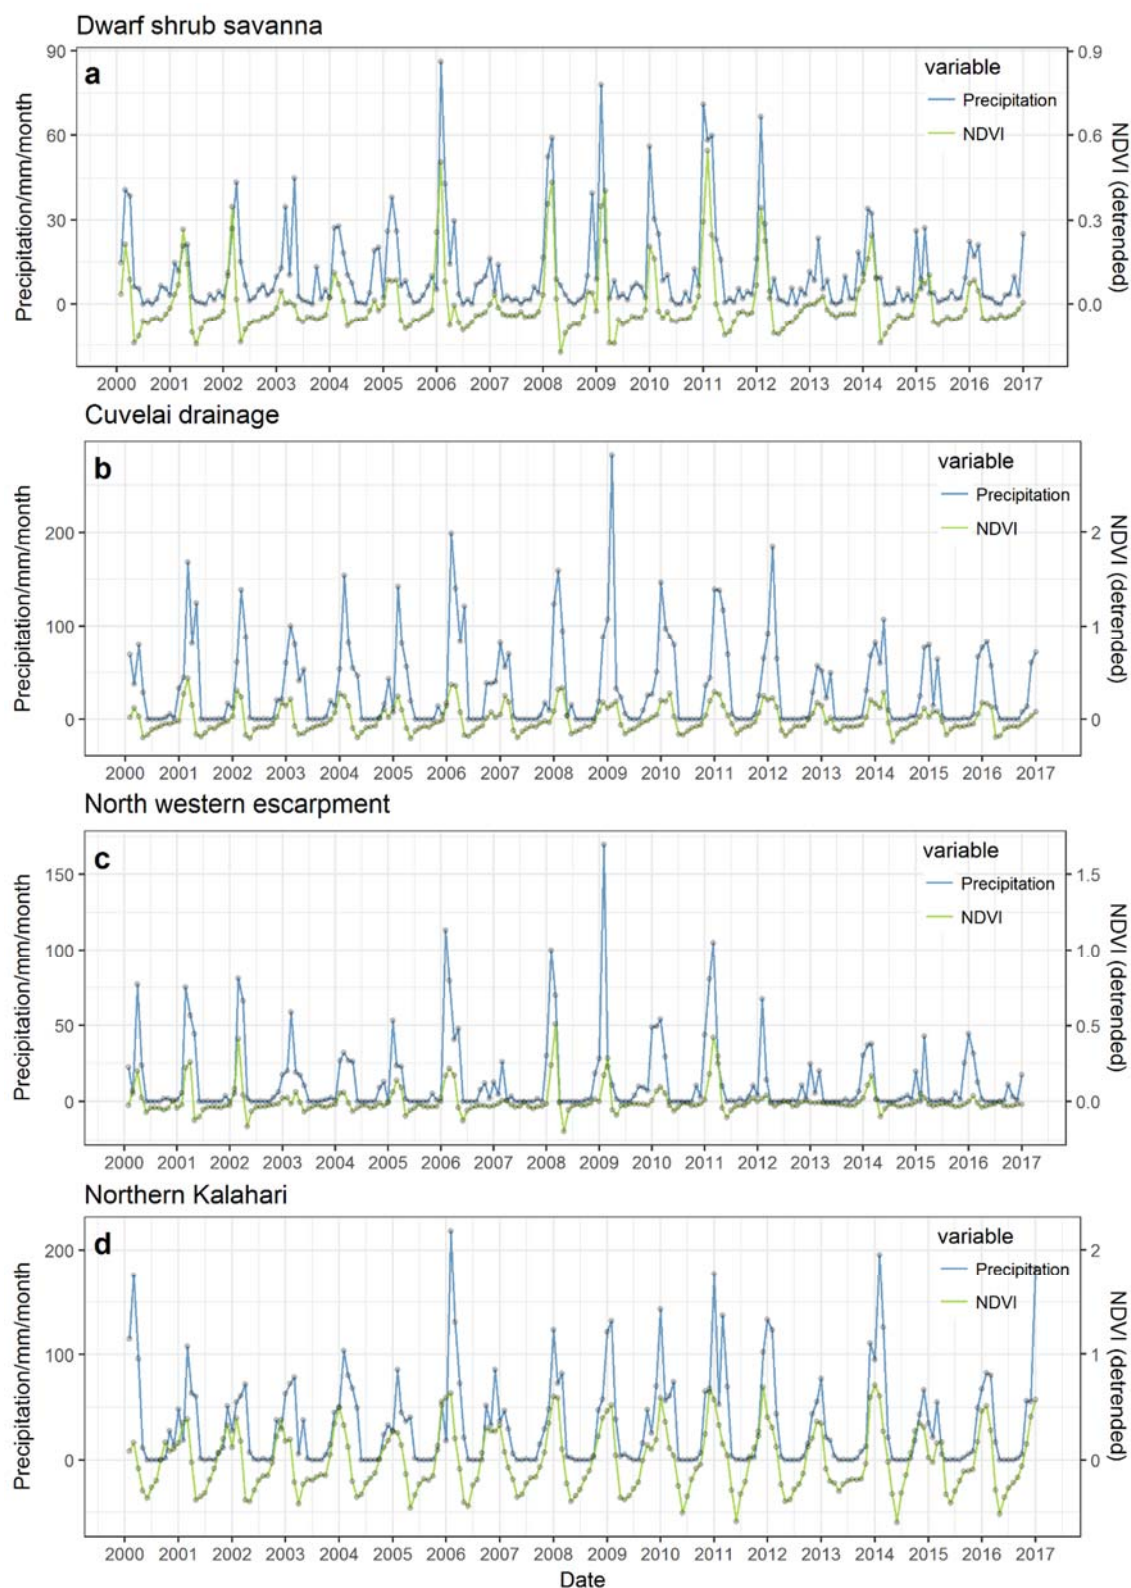 Dwarf shrub savanna
a
variable
Precipitation
NDVI
Precipitation/mm/month
90
60
30
0
NDVI (detrended)
0.9
0.6
0.3
0.0
2000 2001 2002 2003 2004 2005 2006 2007 2008 2009 2010 2011 2012 2013 2014 2015 2016 2017
Cuvelai drainage
b
variable
Precipitation
NDVI
Precipitation/mm/month
200
100
0
NDVI (detrended)
2
1
0
2000 2001 2002 2003 2004 2005 2006 2007 2008 2009 2010 2011 2012 2013 2014 2015 2016 2017
North western escarpment
c
variable
Precipitation
NDVI
Precipitation/mm/month
150
100
50
0
NDVI (detrended)
1.5
1.0
0.5
0.0
2000 2001 2002 2003 2004 2005 2006 2007 2008 2009 2010 2011 2012 2013 2014 2015 2016 2017
Northern Kalahari
d
variable
Precipitation
NDVI
Precipitation/mm/month
200
100
0
NDVI (detrended)
2
1
0
2000 2001 2002 2003 2004 2005 2006 2007 2008 2009 2010 2011 2012 2013 2014 2015 2016 2017
Date